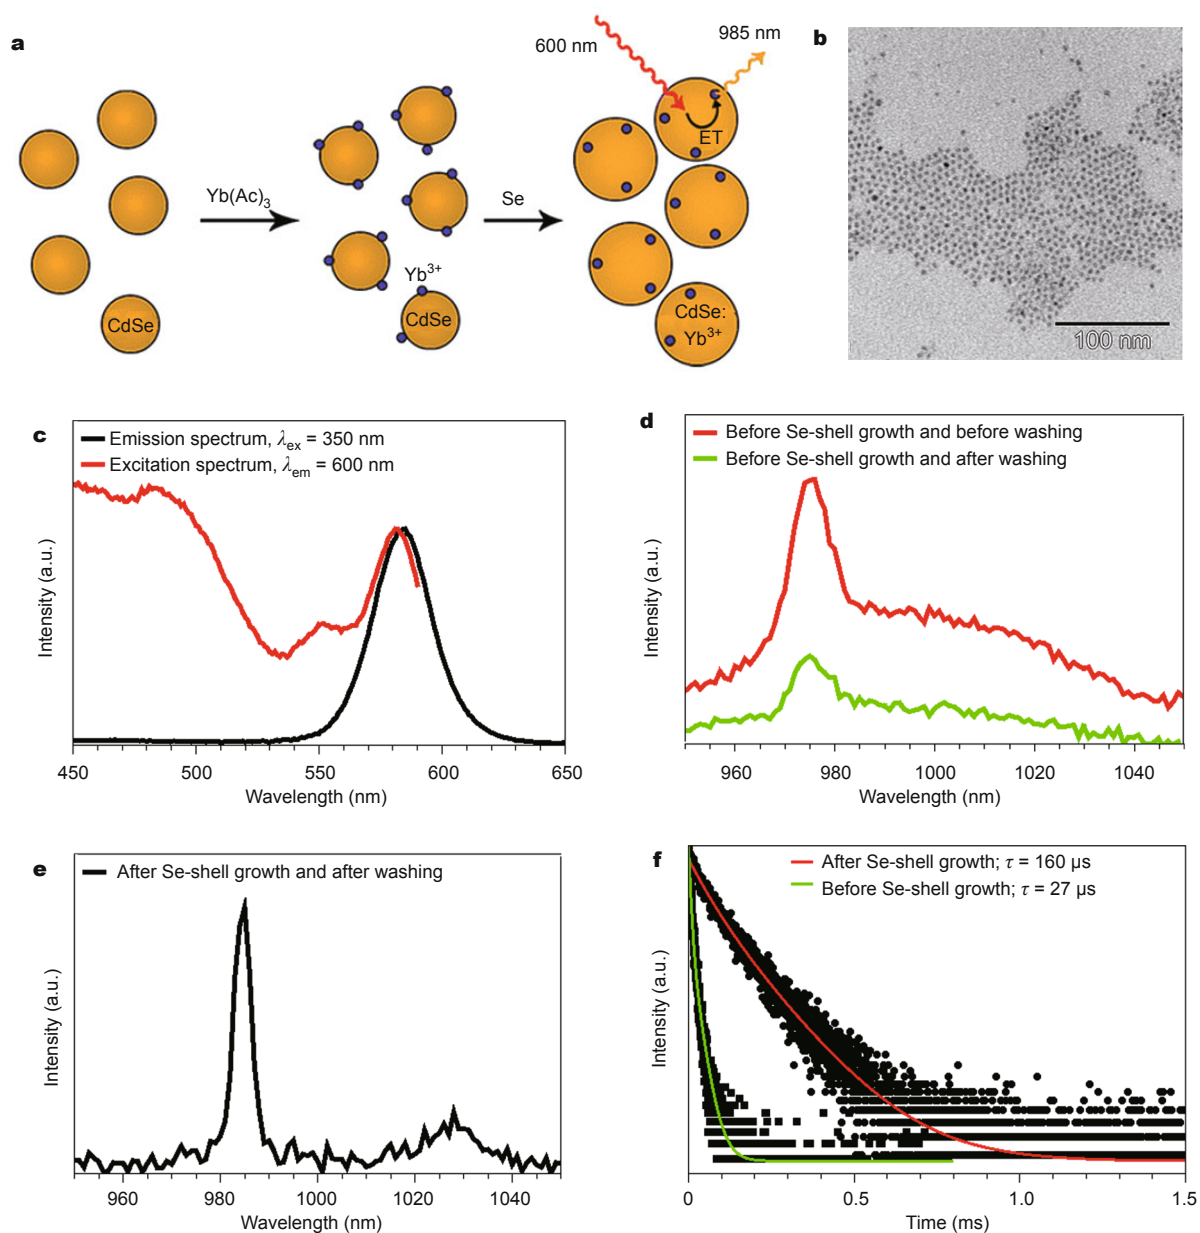 a
600 nm
985 nm
ET
Yb(Ac)₃
Se
Yb³⁺
CdSe
CdSe
CdSe:
Yb³⁺
b
100 nm
c
Emission spectrum, λex = 350 nm
Excitation spectrum, λem = 600 nm
Intensity (a.u.)
450 500 550 600 650
Wavelength (nm)
d
Before Se-shell growth and before washing
Before Se-shell growth and after washing
Intensity (a.u.)
960 980 1000 1020 1040
Wavelength (nm)
e
After Se-shell growth and after washing
Intensity (a.u.)
960 980 1000 1020 1040
Wavelength (nm)
f
After Se-shell growth; τ = 160 µs
Before Se-shell growth; τ = 27 µs
Intensity (a.u.)
0 0.5 1.0 1.5
Time (ms)